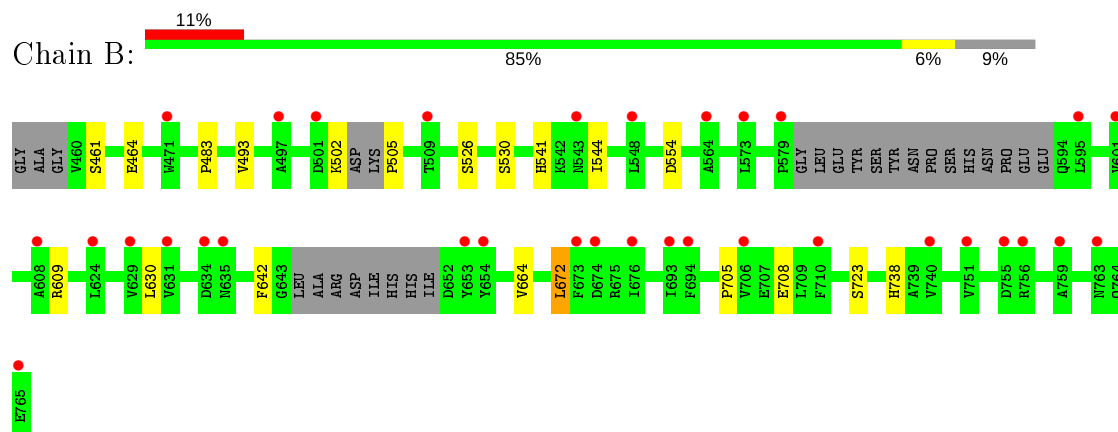 11%
Chain B:
85% 6% 9%
GLY ALA GLY V460 S461 E464 W471 P483 V493 A497 D501 K502 ASP LYS P505 T509 S526 S530 H541 K542 N543 I544 L548 D554 A564 L573 P579 GLY LEU GLU TYR SER TYR ASN PRO SER HIS ASN PRO GLU GLU Q594 L595 V601
A608 R609 L624 V629 L630 V631 D634 N635 F642 G643 LEU ALA ARG ASP ILE HIS HIS ILE D652 Y653 Y654 V664 L672 F673 D674 R675 I676 I693 F694 P705 V706 E707 E708 L709 F710 S723 H738 A739 V740 V751 D755 R756 A759 N763 Q764
E765